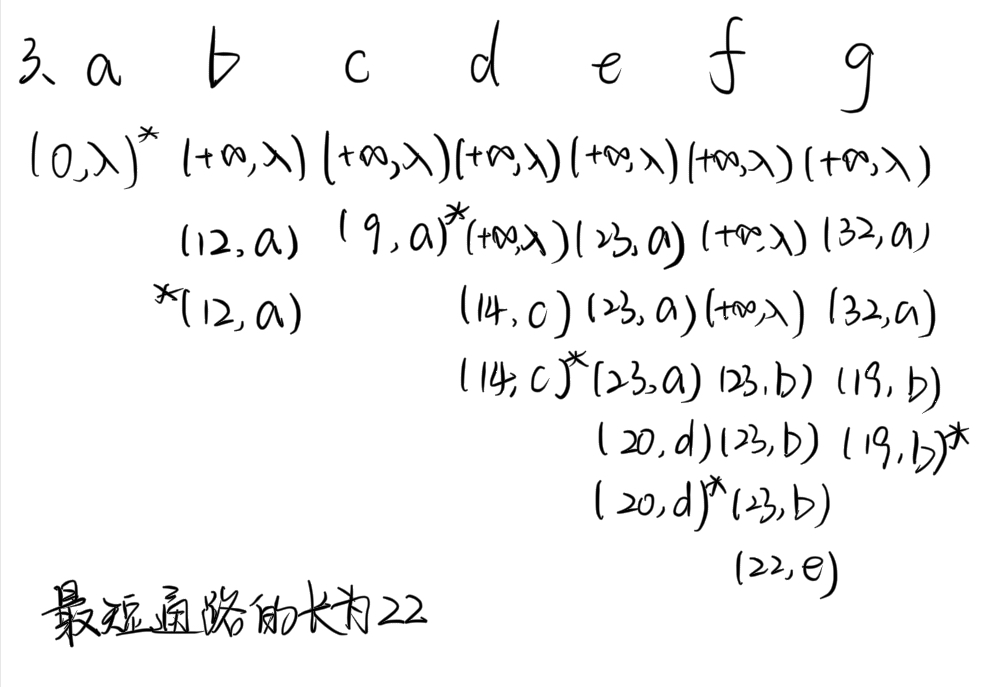 3、a b c d e f g
(0,λ)* (+∞,λ) (+∞,λ) (+∞,λ) (+∞,λ) (+∞,λ) (+∞,λ)
(12,a) (9,a)* (+∞,λ) (23,a) (+∞,λ) (32,a)
*(12,a) (14,c) (23,a) (+∞,λ) (32,a)
(14,c)* (23,a) (23,b) (19,b)
(20,d) (23,b) (19,b)*
(20,d)* (23,b)
(22,e)
最短通路的长为22